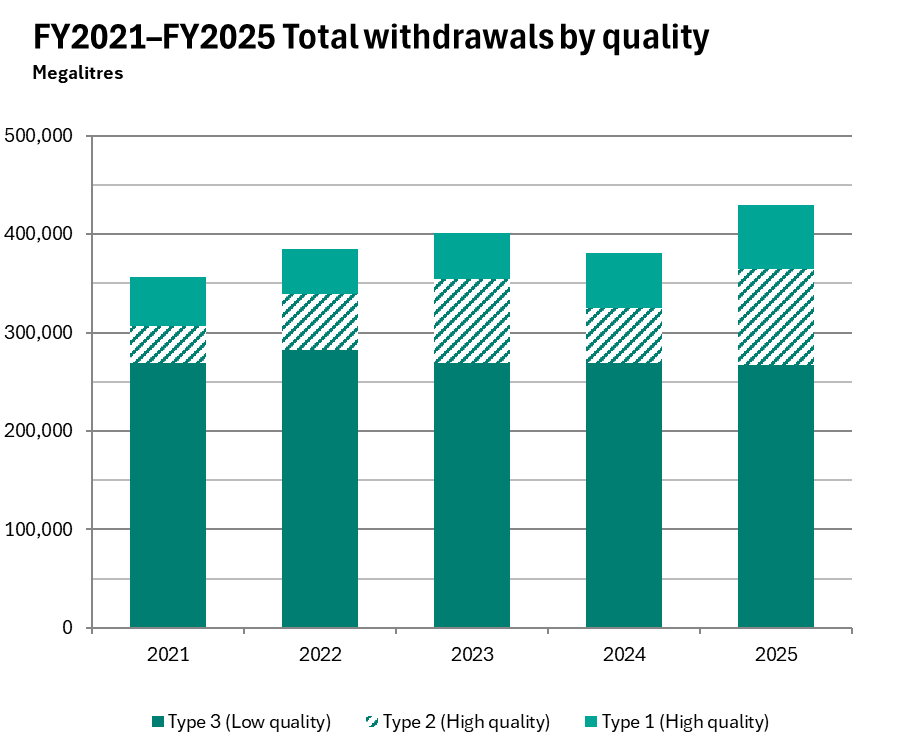 FY2021–FY2025 Total withdrawals by quality
Megalitres
500,000
400,000
300,000
200,000
100,000
0
2021 2022 2023 2024 2025
Type 3 (Low quality) Type 2 (High quality) Type 1 (High quality)